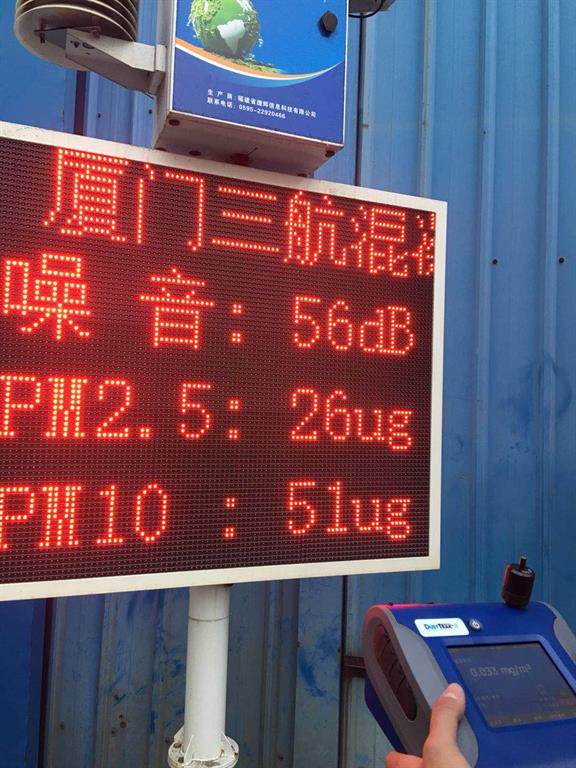 生 产 商：福建省魏辉信息科技有限公司
联系电话：0595-22920466
厦门三航混凝
噪 音：56dB
PM2.5：26ug
PM10：51ug
DUSTTRAK
0.033 mg/m³